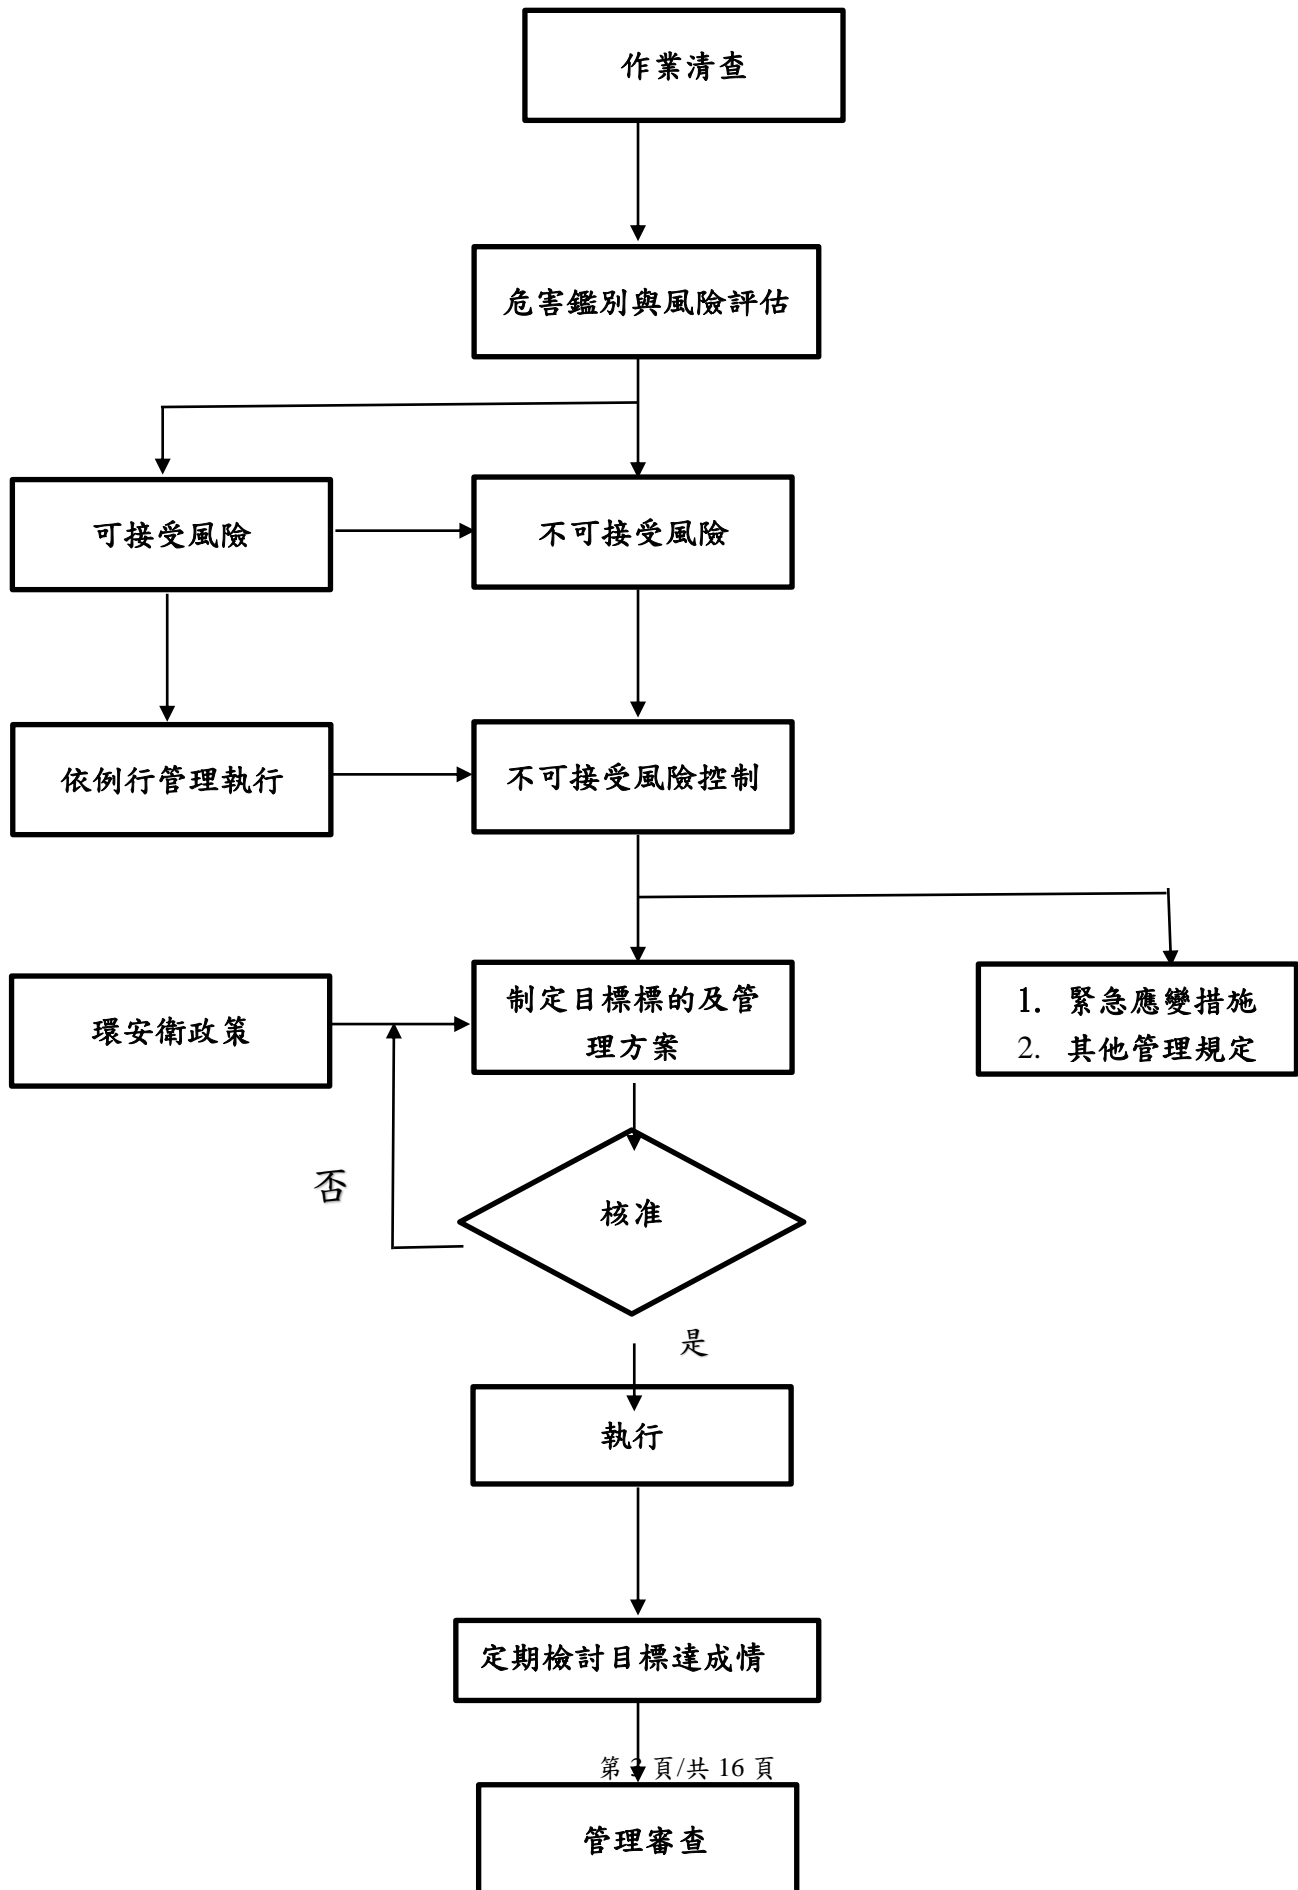 作業清查
危害鑑別與風險評估
可接受風險
不可接受風險
依例行管理執行
不可接受風險控制
環安衛政策
制定目標標的及管
理方案
1. 緊急應變措施
2. 其他管理規定
否
核准
是
執行
定期檢討目標達成情
第 3 頁/共 16 頁
管理審查